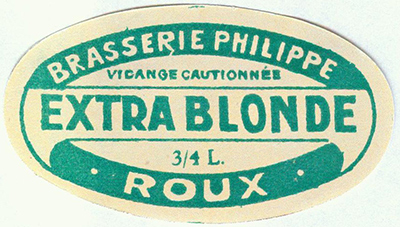 BRASSERIE PHILIPPE
VIDANGE CAUTIONNÉE
EXTRA BLONDE
3/4 L.
· ROUX ·